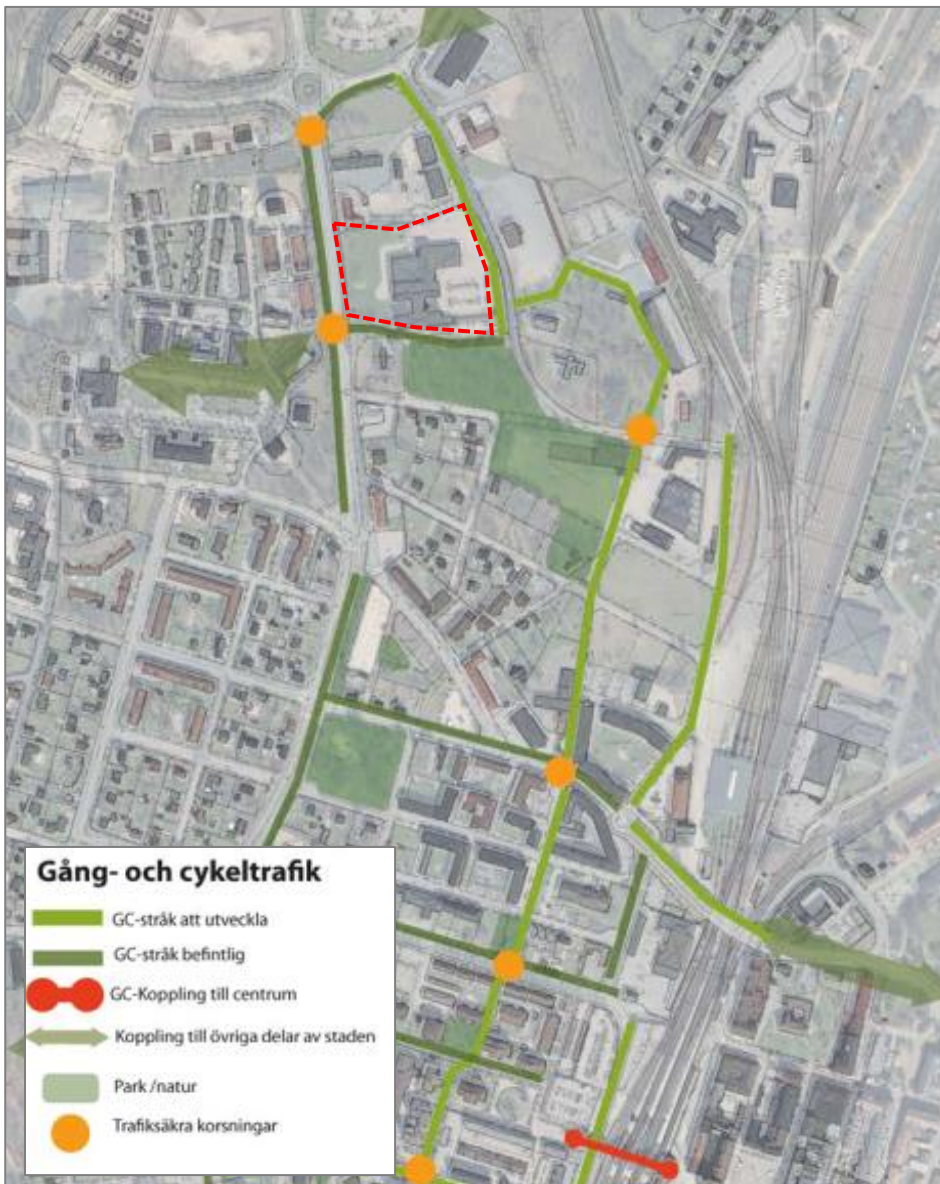 Gång- och cykeltrafik
GC-stråk att utveckla
GC-stråk befintlig
GC-Koppling till centrum
Koppling till övriga delar av staden
Park /natur
Trafiksäkra korsningar